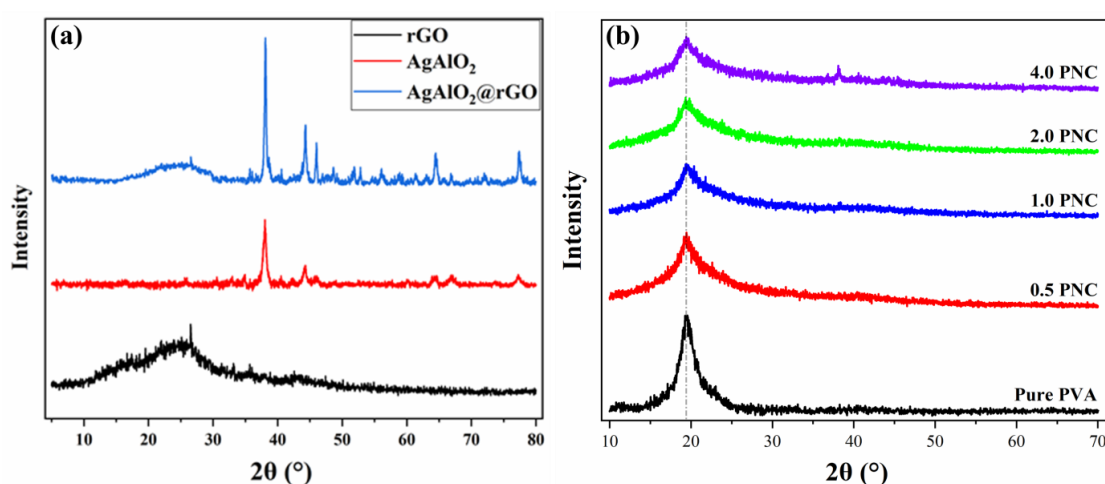 (a)
rGO
AgAlO₂
AgAlO₂@rGO
Intensity
10 20 30 40 50 60 70 80
2θ (°)
(b)
4.0 PNC
2.0 PNC
1.0 PNC
0.5 PNC
Pure PVA
Intensity
10 20 30 40 50 60 70
2θ (°)